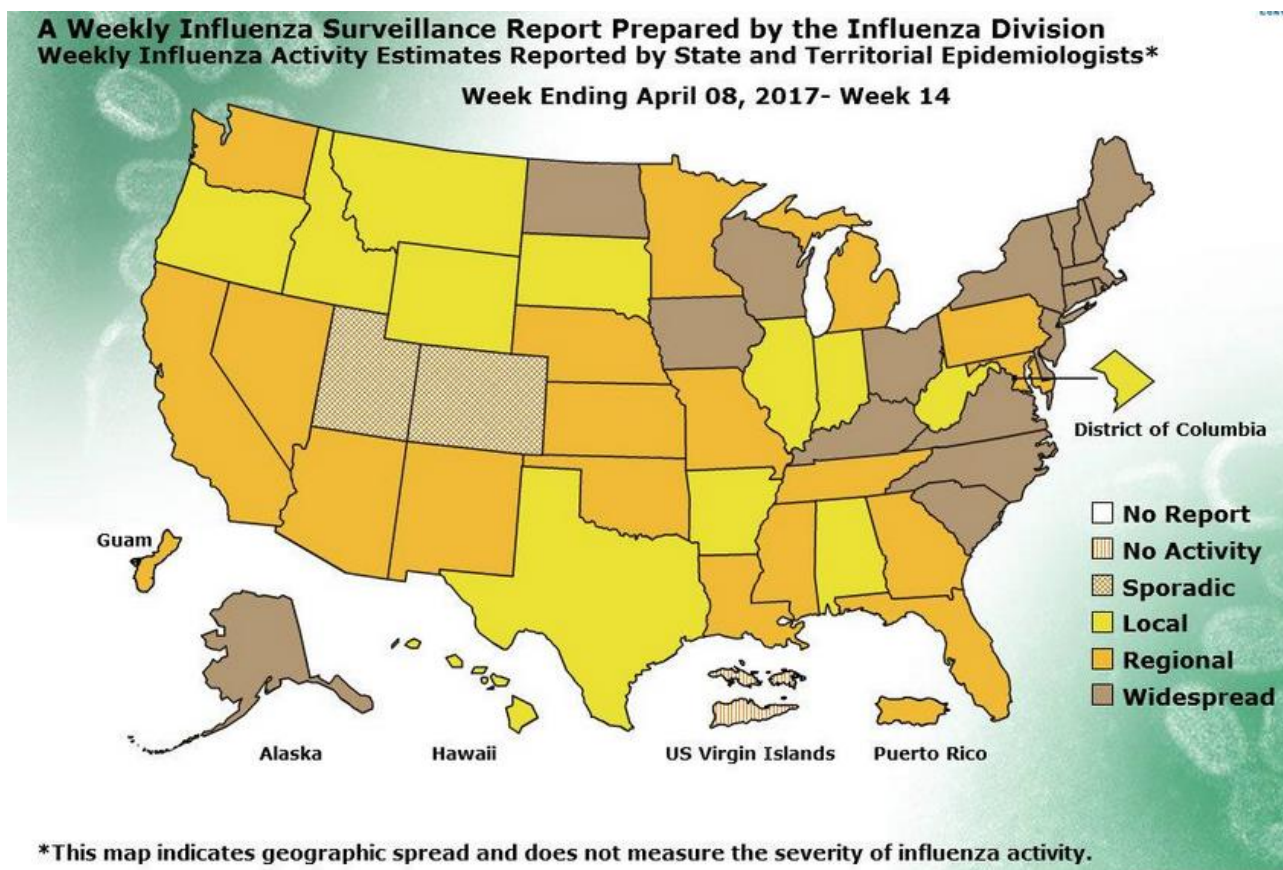 A Weekly Influenza Surveillance Report Prepared by the Influenza Division
Weekly Influenza Activity Estimates Reported by State and Territorial Epidemiologists*
Week Ending April 08, 2017- Week 14
District of Columbia
No Report
No Activity
Sporadic
Local
Regional
Widespread
Guam
Alaska
Hawaii
US Virgin Islands
Puerto Rico
*This map indicates geographic spread and does not measure the severity of influenza activity.